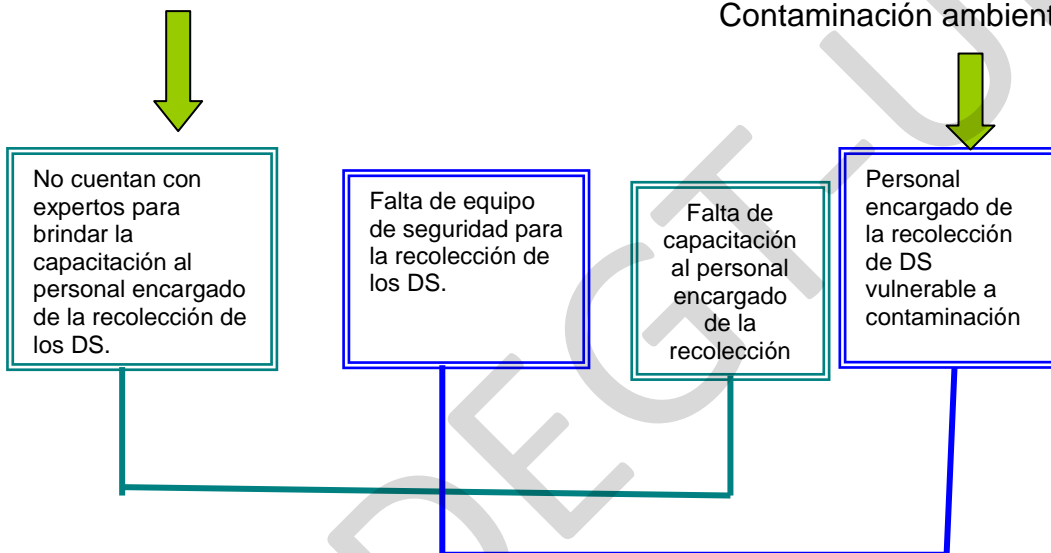 Contaminación ambient
No cuentan con
expertos para
brindar la
capacitación al
personal encargado
de la recolección de
los DS.
Falta de equipo
de seguridad para
la recolección de
los DS.
Falta de
capacitación
al personal
encargado
de la
recolección
Personal
encargado de
la recolección
de DS
vulnerable a
contaminación
DEGT-U